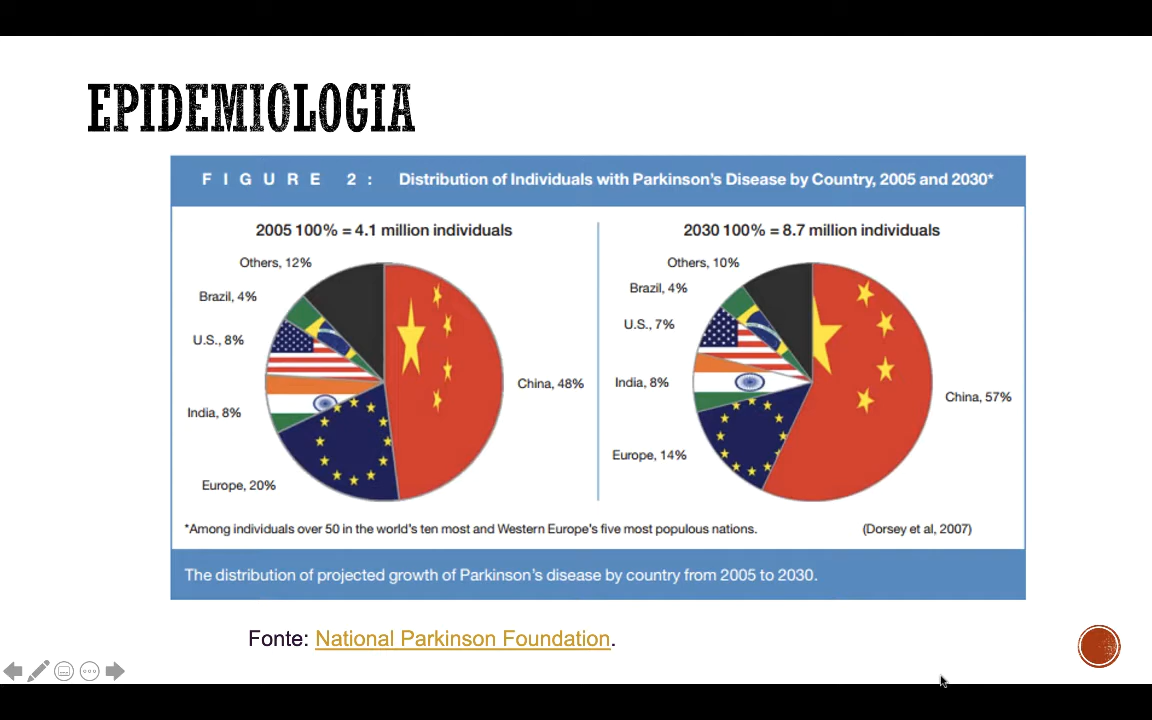 EPIDEMIOLOGIA
FIGURE 2: Distribution of Individuals with Parkinson's Disease by Country, 2005 and 2030*
2005 100% = 4.1 million individuals
Others, 12%
Brazil, 4%
U.S., 8%
India, 8%
Europe, 20%
China, 48%
2030 100% = 8.7 million individuals
Others, 10%
Brazil, 4%
U.S., 7%
India, 8%
Europe, 14%
China, 57%
*Among individuals over 50 in the world's ten most and Western Europe's five most populous nations.
(Dorsey et al, 2007)
The distribution of projected growth of Parkinson's disease by country from 2005 to 2030.
Fonte: National Parkinson Foundation.